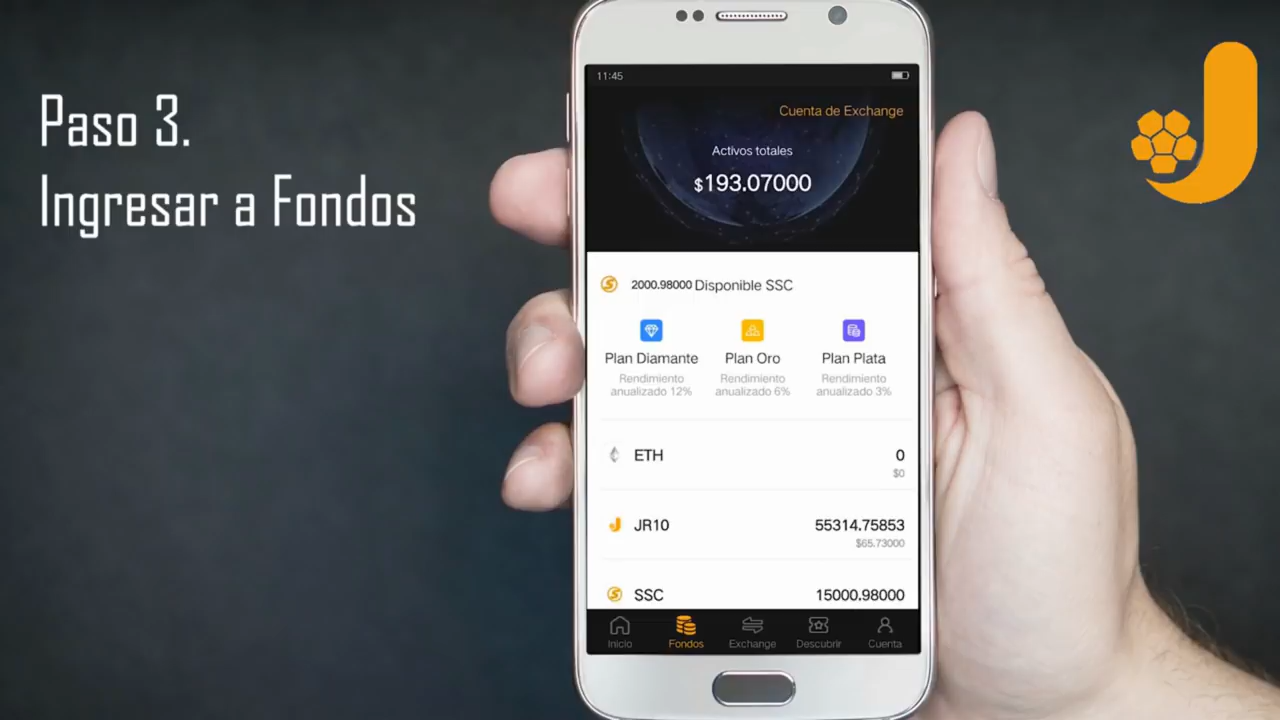 Paso 3.
Ingresar a Fondos
11:45
Cuenta de Exchange
Activos totales
$193.07000
2000.98000 Disponible SSC
Plan Diamante
Rendimiento
anualizado 12%
Plan Oro
Rendimiento
anualizado 6%
Plan Plata
Rendimiento
anualizado 3%
ETH 0
$0
JR10 55314.75853
$65.73000
SSC 15000.98000
Inicio Fondos Exchange Descubrir Cuenta
J